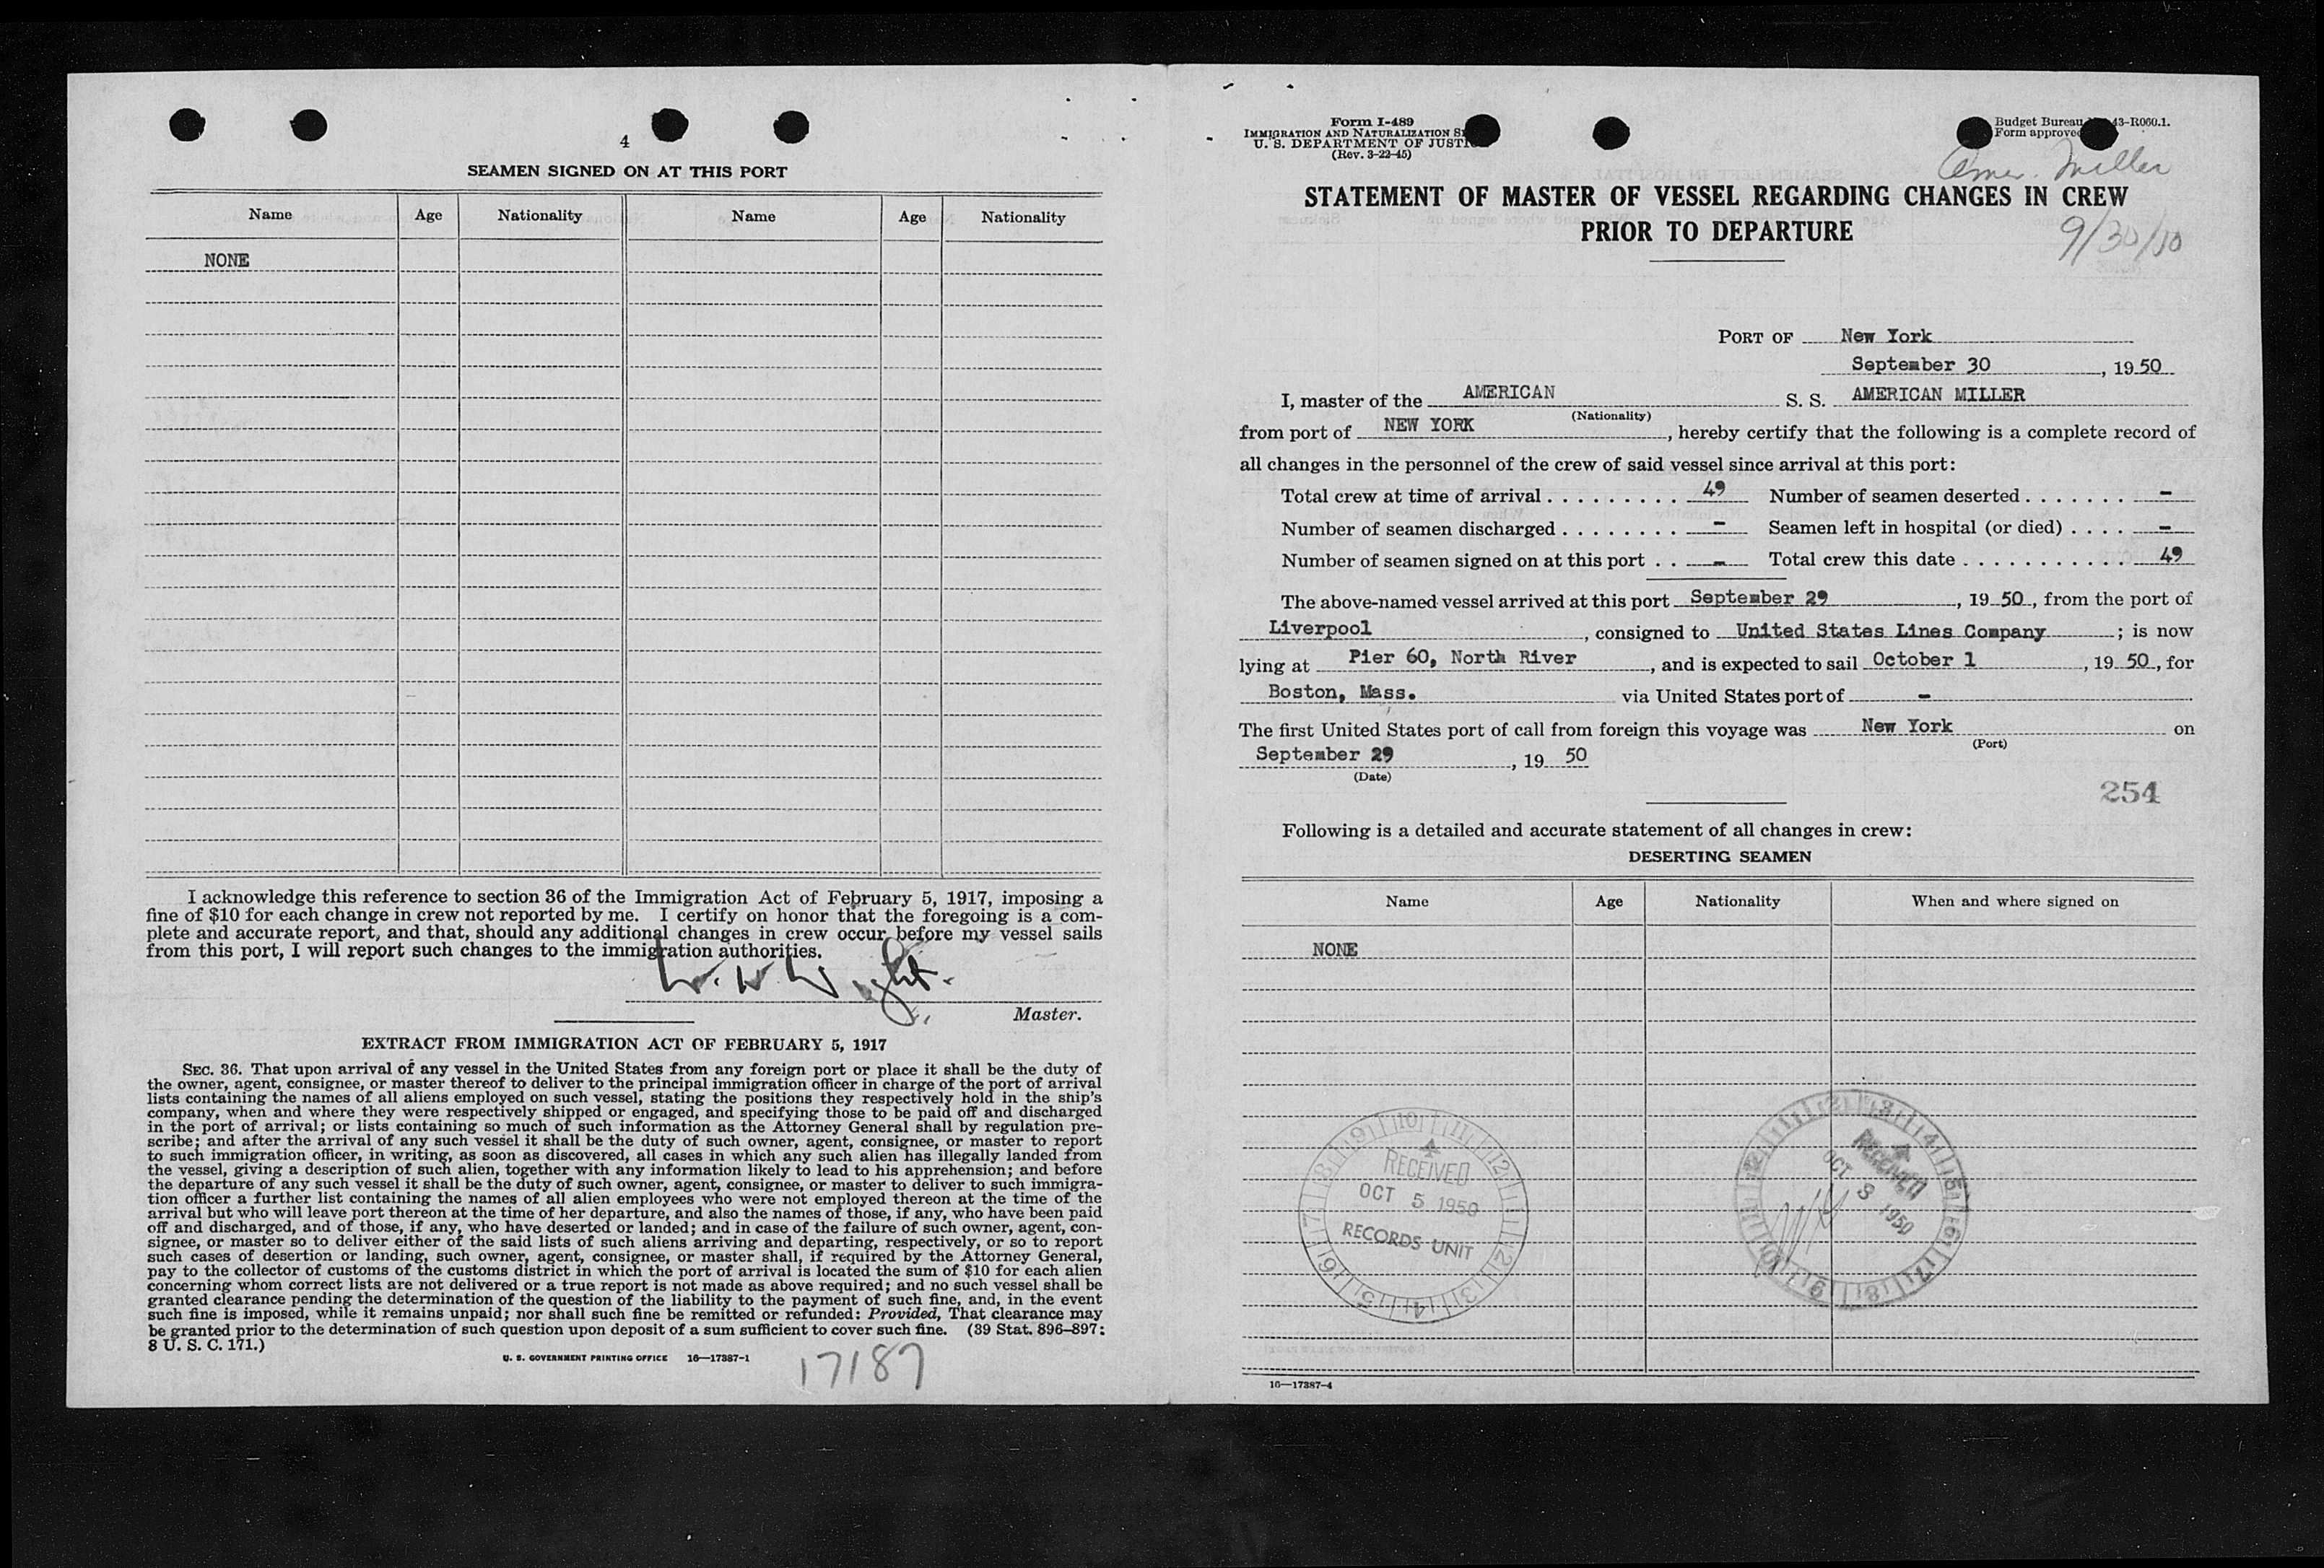 4
SEAMEN SIGNED ON AT THIS PORT
Name Age Nationality Name Age Nationality
NONE
I acknowledge this reference to section 36 of the Immigration Act of February 5, 1917, imposing a
fine of $10 for each change in crew not reported by me. I certify on honor that the foregoing is a com-
plete and accurate report, and that, should any additional changes in crew occur before my vessel sails
from this port, I will report such changes to the immigration authorities.
Master.
EXTRACT FROM IMMIGRATION ACT OF FEBRUARY 5, 1917
SEC. 36. That upon arrival of any vessel in the United States from any foreign port or place it shall be the duty of
the owner, agent, consignee, or master thereof to deliver to the principal immigration officer in charge of the port of arrival
lists containing the names of all aliens employed on such vessel, stating the positions they respectively hold in the ship's
company, when and where they were respectively shipped or engaged, and specifying those to be paid off and discharged
in the port of arrival; or lists containing so much of such information as the Attorney General shall by regulation pre-
scribe; and after the arrival of any such vessel it shall be the duty of such owner, agent, consignee, or master to report
to such immigration officer, in writing, as soon as discovered, all cases in which any such alien has illegally landed from
the vessel, giving a description of such alien, together with any information likely to lead to his apprehension; and before
the departure of any such vessel it shall be the duty of such owner, agent, consignee, or master to deliver to such immigra-
tion officer a further list containing the names of all alien employees who were not employed thereon at the time of the
arrival but who will leave port thereon at the time of her departure, and also the names of those, if any, who have been paid
off and discharged, and of those, if any, who have deserted or landed; and in case of the failure of such owner, agent, con-
signee, or master so to deliver either of the said lists of such aliens arriving and departing, respectively, or so to report
such cases of desertion or landing, such owner, agent, consignee, or master shall, if required by the Attorney General,
pay to the collector of customs of the customs district in which the port of arrival is located the sum of $10 for each alien
concerning whom correct lists are not delivered or a true report is not made as above required; and no such vessel shall be
granted clearance pending the determination of the question of the liability to the payment of such fine, and, in the event
such fine is imposed, while it remains unpaid; nor shall such fine be remitted or refunded: Provided, That clearance may
be granted prior to the determination of such question upon deposit of a sum sufficient to cover such fine. (39 Stat. 896–897;
8 U. S. C. 171.)
U. S. GOVERNMENT PRINTING OFFICE 16—17387-1
17187
Form I-489
IMMIGRATION AND NATURALIZATION
U. S. DEPARTMENT OF JUSTI
(Rev. 3-22-45)
Budget Bureau 43-R060.1.
Form approved
Amer. Miller
STATEMENT OF MASTER OF VESSEL REGARDING CHANGES IN CREW
PRIOR TO DEPARTURE
9/30/50
PORT OF New York
September 30, 1950
I, master of the AMERICAN S. S. AMERICAN MILLER
(Nationality)
from port of NEW YORK, hereby certify that the following is a complete record of
all changes in the personnel of the crew of said vessel since arrival at this port:
Total crew at time of arrival . . . . . . . . . 49 Number of seamen deserted . . . . . . . -
Number of seamen discharged . . . . . . . . - Seamen left in hospital (or died) . . . . -
Number of seamen signed on at this port . . - Total crew this date . . . . . . . . . . . . 49
The above-named vessel arrived at this port September 29, 19 50, from the port of
Liverpool, consigned to United States Lines Company; is now
lying at Pier 60, North River, and is expected to sail October 1, 19 50, for
Boston, Mass. via United States port of -
The first United States port of call from foreign this voyage was New York on
(Port)
September 29, 19 50
(Date)
254
Following is a detailed and accurate statement of all changes in crew:
DESERTING SEAMEN
Name Age Nationality When and where signed on
NONE
RECEIVED
OCT 5 1950
RECORDS UNIT
RECEIVED
OCT 3 1950
16—17387-4